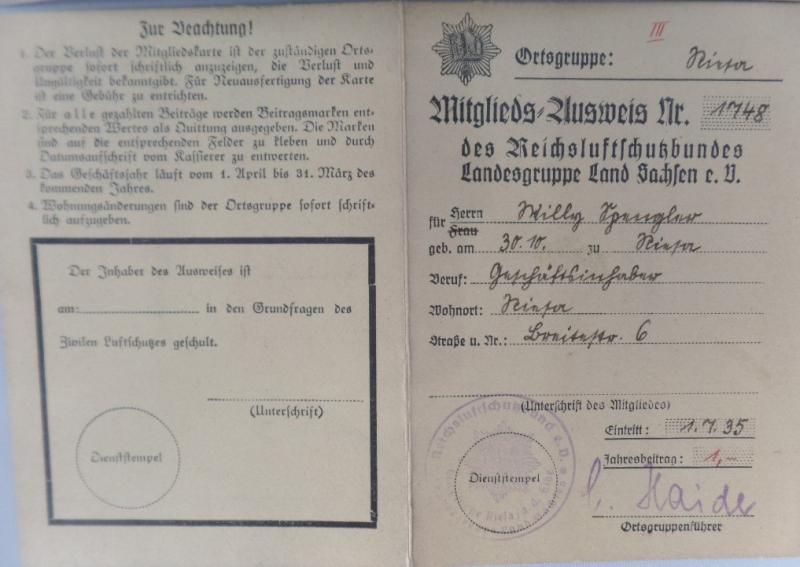 Zur Beachtung!
1. Der Verlust der Mitgliedskarte ist der zuständigen Orts-
gruppe sofort schriftlich anzuzeigen, die Verlust und
Ungültigkeit bekanntgibt. Für Neuausfertigung der Karte
ist eine Gebühr zu entrichten.
2. Für alle gezahlten Beiträge werden Beitragsmarken ent-
sprechenden Wertes als Quittung ausgegeben. Die Marken
sind auf die entsprechenden Felder zu kleben und durch
Datumsaufschrift vom Kassierer zu entwerten.
3. Das Geschäftsjahr läuft vom 1. April bis 31. März des
kommenden Jahres.
4. Wohnungsänderungen sind der Ortsgruppe sofort schrift-
lich aufzugeben.
Der Inhaber des Ausweises ist
am: in den Grundfragen des
Zivilen Luftschutzes geschult.
(Unterschrift)
Dienststempel
III
Ortsgruppe: Riesa
Mitglieds-Ausweis Nr. 1748
des Reichsluftschutzbundes
Landesgruppe Land Sachsen e. V.
für Herrn Frau Willy Spengler
geb. am 30.10. zu Riesa
Beruf: Geschäftsinhaber
Wohnort: Riesa
Straße u. Nr.: Breitestr. 6
(Unterschrift des Mitgliedes)
Eintritt: 1.7.35
Jahresbeitrag: 1,-
Reichsluftschutzbund e.V.
Riesa a. d. Elbe
Dienststempel
Haide
Ortsgruppenführer